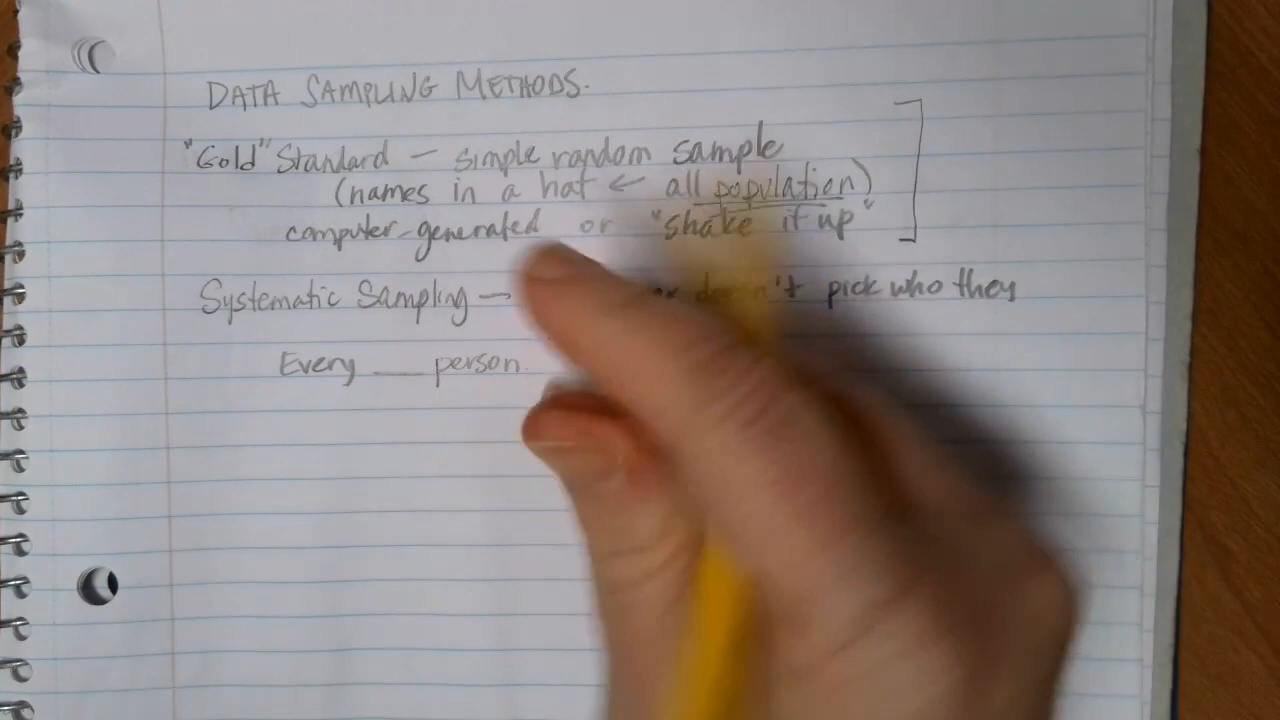 DATA SAMPLING METHODS.
"Gold" Standard - simple random sample
(names in a hat ← all population)
computer-generated or "shake it up"
Systematic Sampling - doesn't pick who they
Every ___ person.